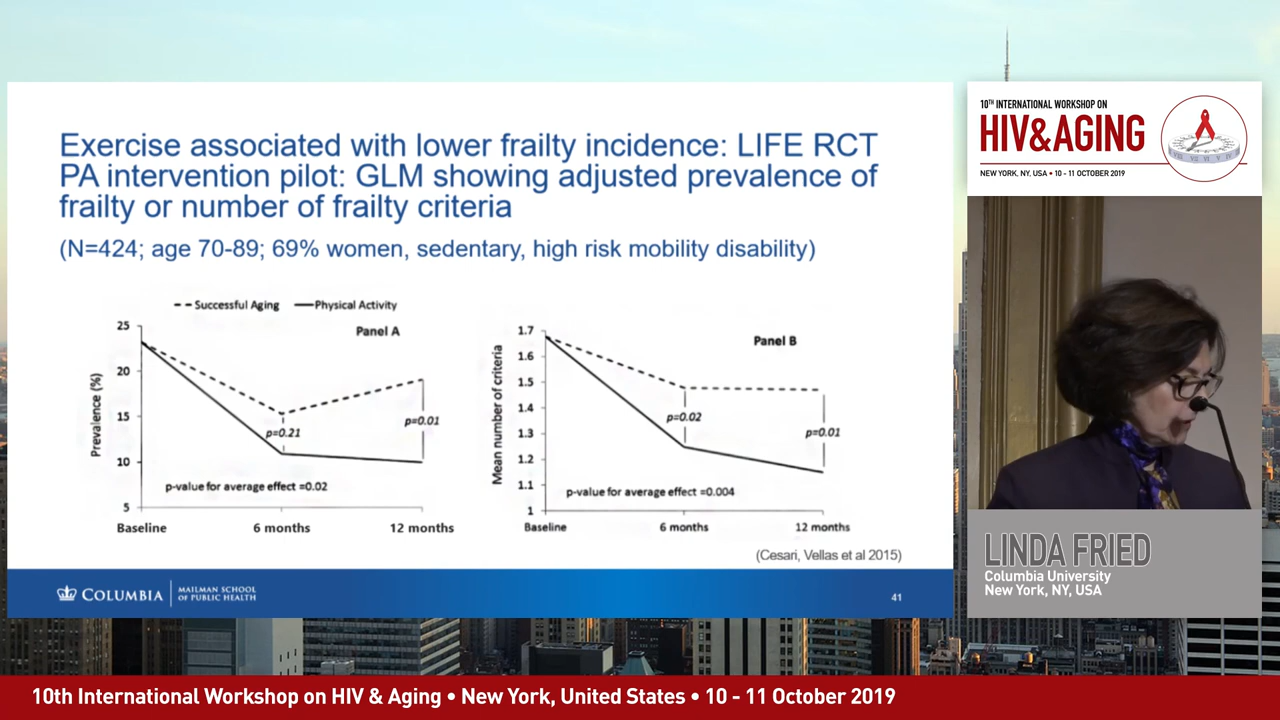 Exercise associated with lower frailty incidence: LIFE RCT
PA intervention pilot: GLM showing adjusted prevalence of
frailty or number of frailty criteria
(N=424; age 70-89; 69% women, sedentary, high risk mobility disability)
Successful Aging Physical Activity
Panel A
Prevalence (%)
25
20
15
10
5
p=0.21
p=0.01
p-value for average effect =0.02
Baseline 6 months 12 months
Panel B
Mean number of criteria
1.7
1.6
1.5
1.4
1.3
1.2
1.1
1
p=0.02
p=0.01
p-value for average effect =0.004
Baseline 6 months 12 months
(Cesari, Vellas et al 2015)
COLUMBIA
MAILMAN SCHOOL
OF PUBLIC HEALTH
41
10TH INTERNATIONAL WORKSHOP ON
HIV&AGING
NEW YORK, NY, USA • 10 - 11 OCTOBER 2019
LINDA FRIED
Columbia University
New York, NY, USA
10th International Workshop on HIV & Aging • New York, United States • 10 - 11 October 2019